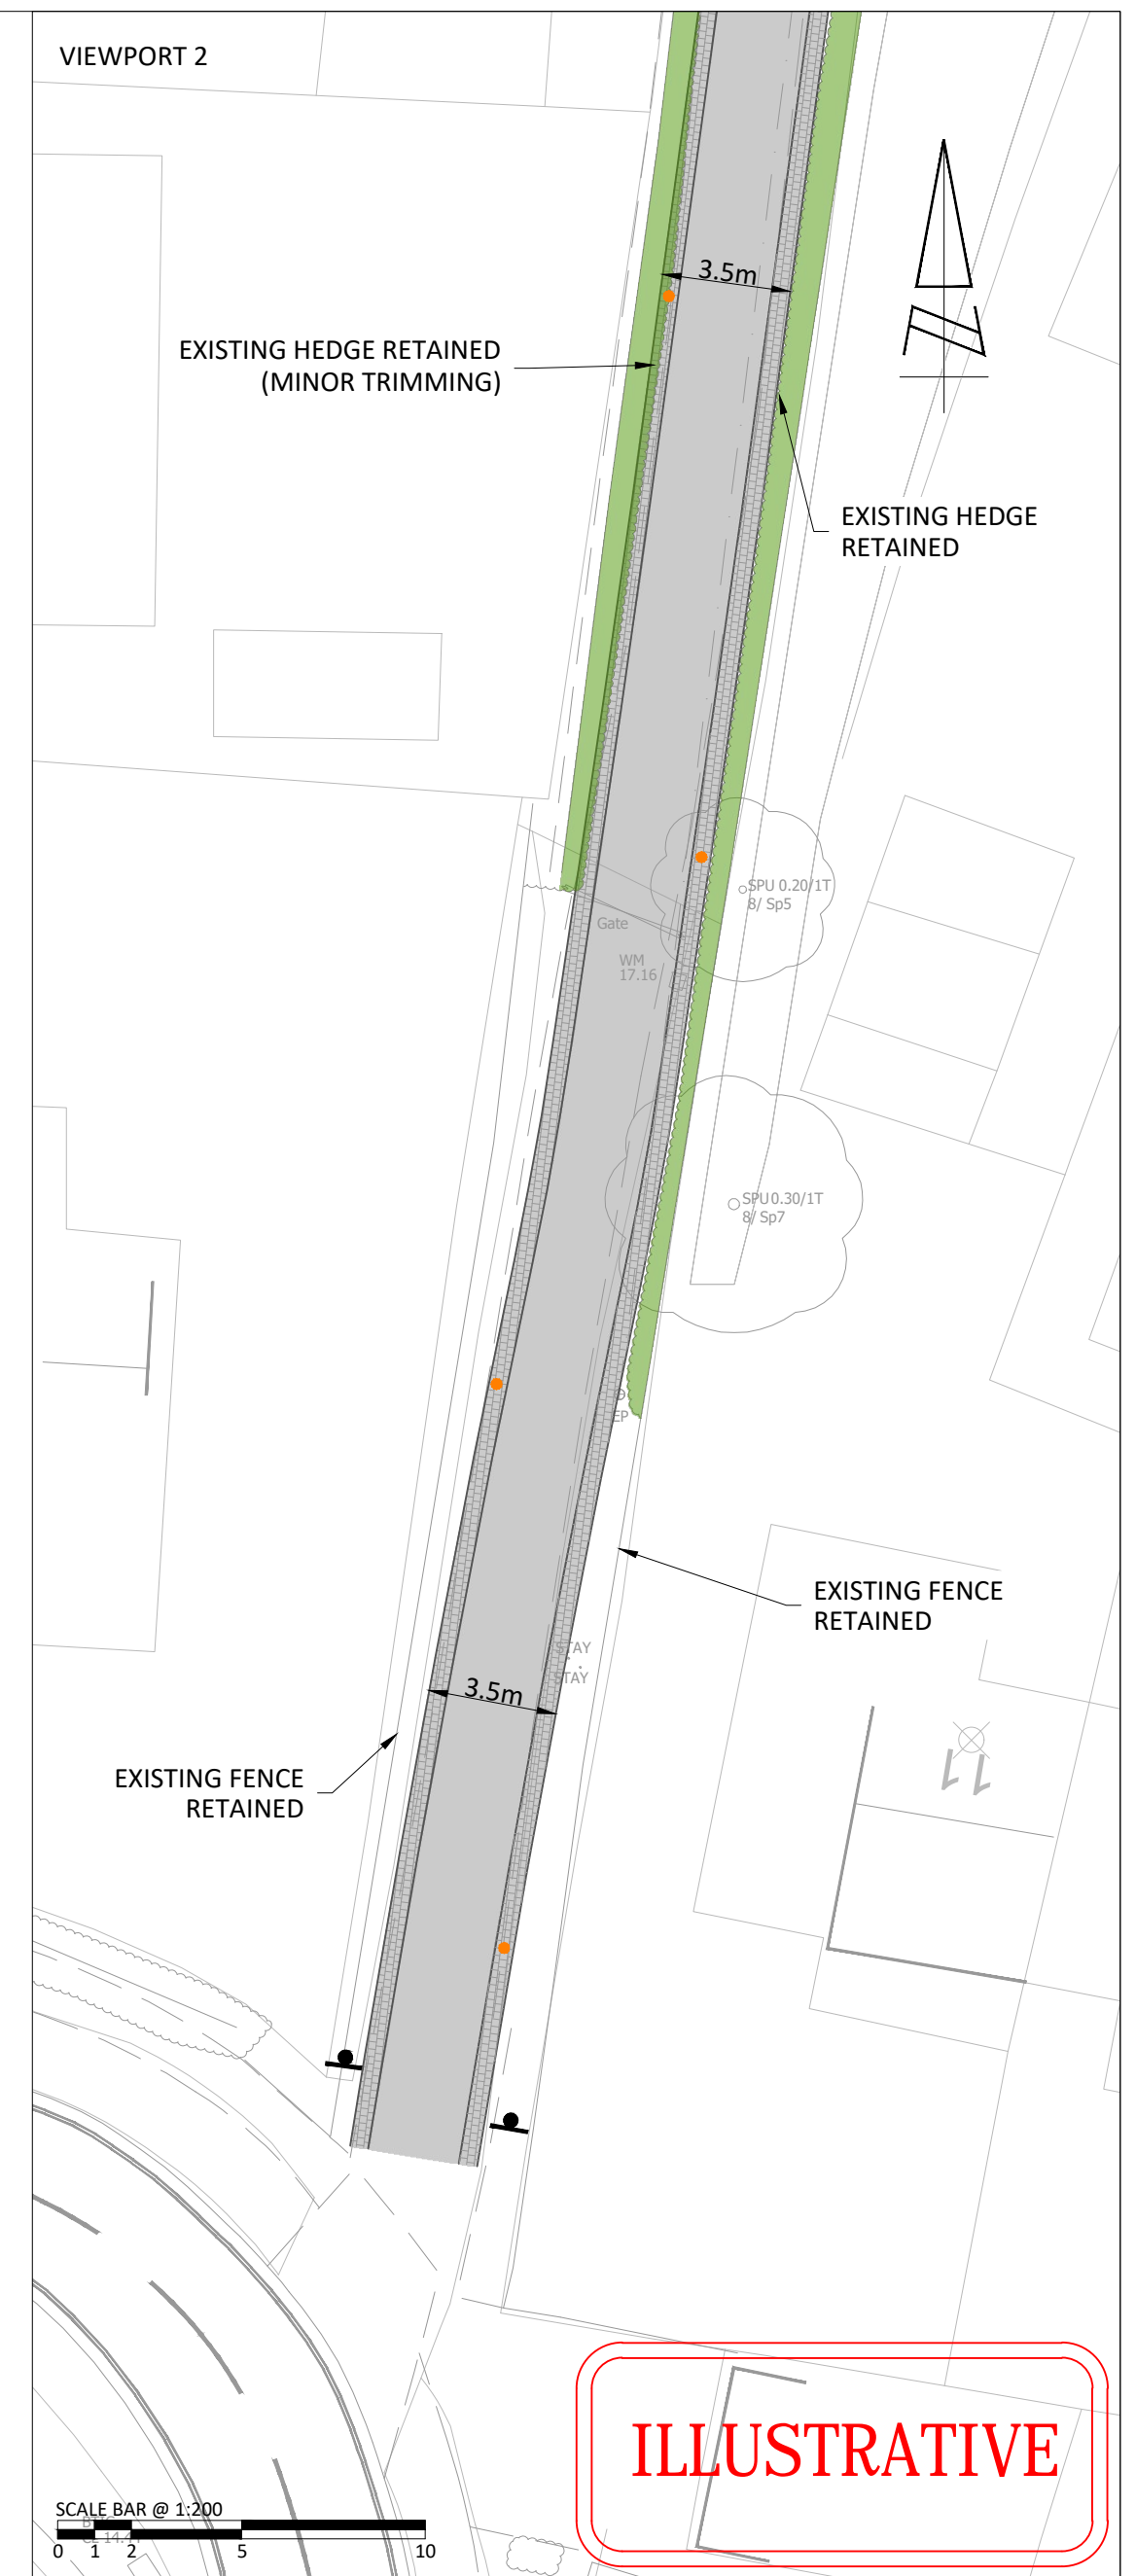 VIEWPORT 2
3.5m
N
EXISTING HEDGE RETAINED
(MINOR TRIMMING)
EXISTING HEDGE
RETAINED
SPU 0.20/1T
8/ Sp5
Gate
WM
17.16
SPU 0.30/1T
8/ Sp7
EP
EXISTING FENCE
RETAINED
STAY
STAY
3.5m
11
EXISTING FENCE
RETAINED
ILLUSTRATIVE
SCALE BAR @ 1:200
0 1 2 5 10